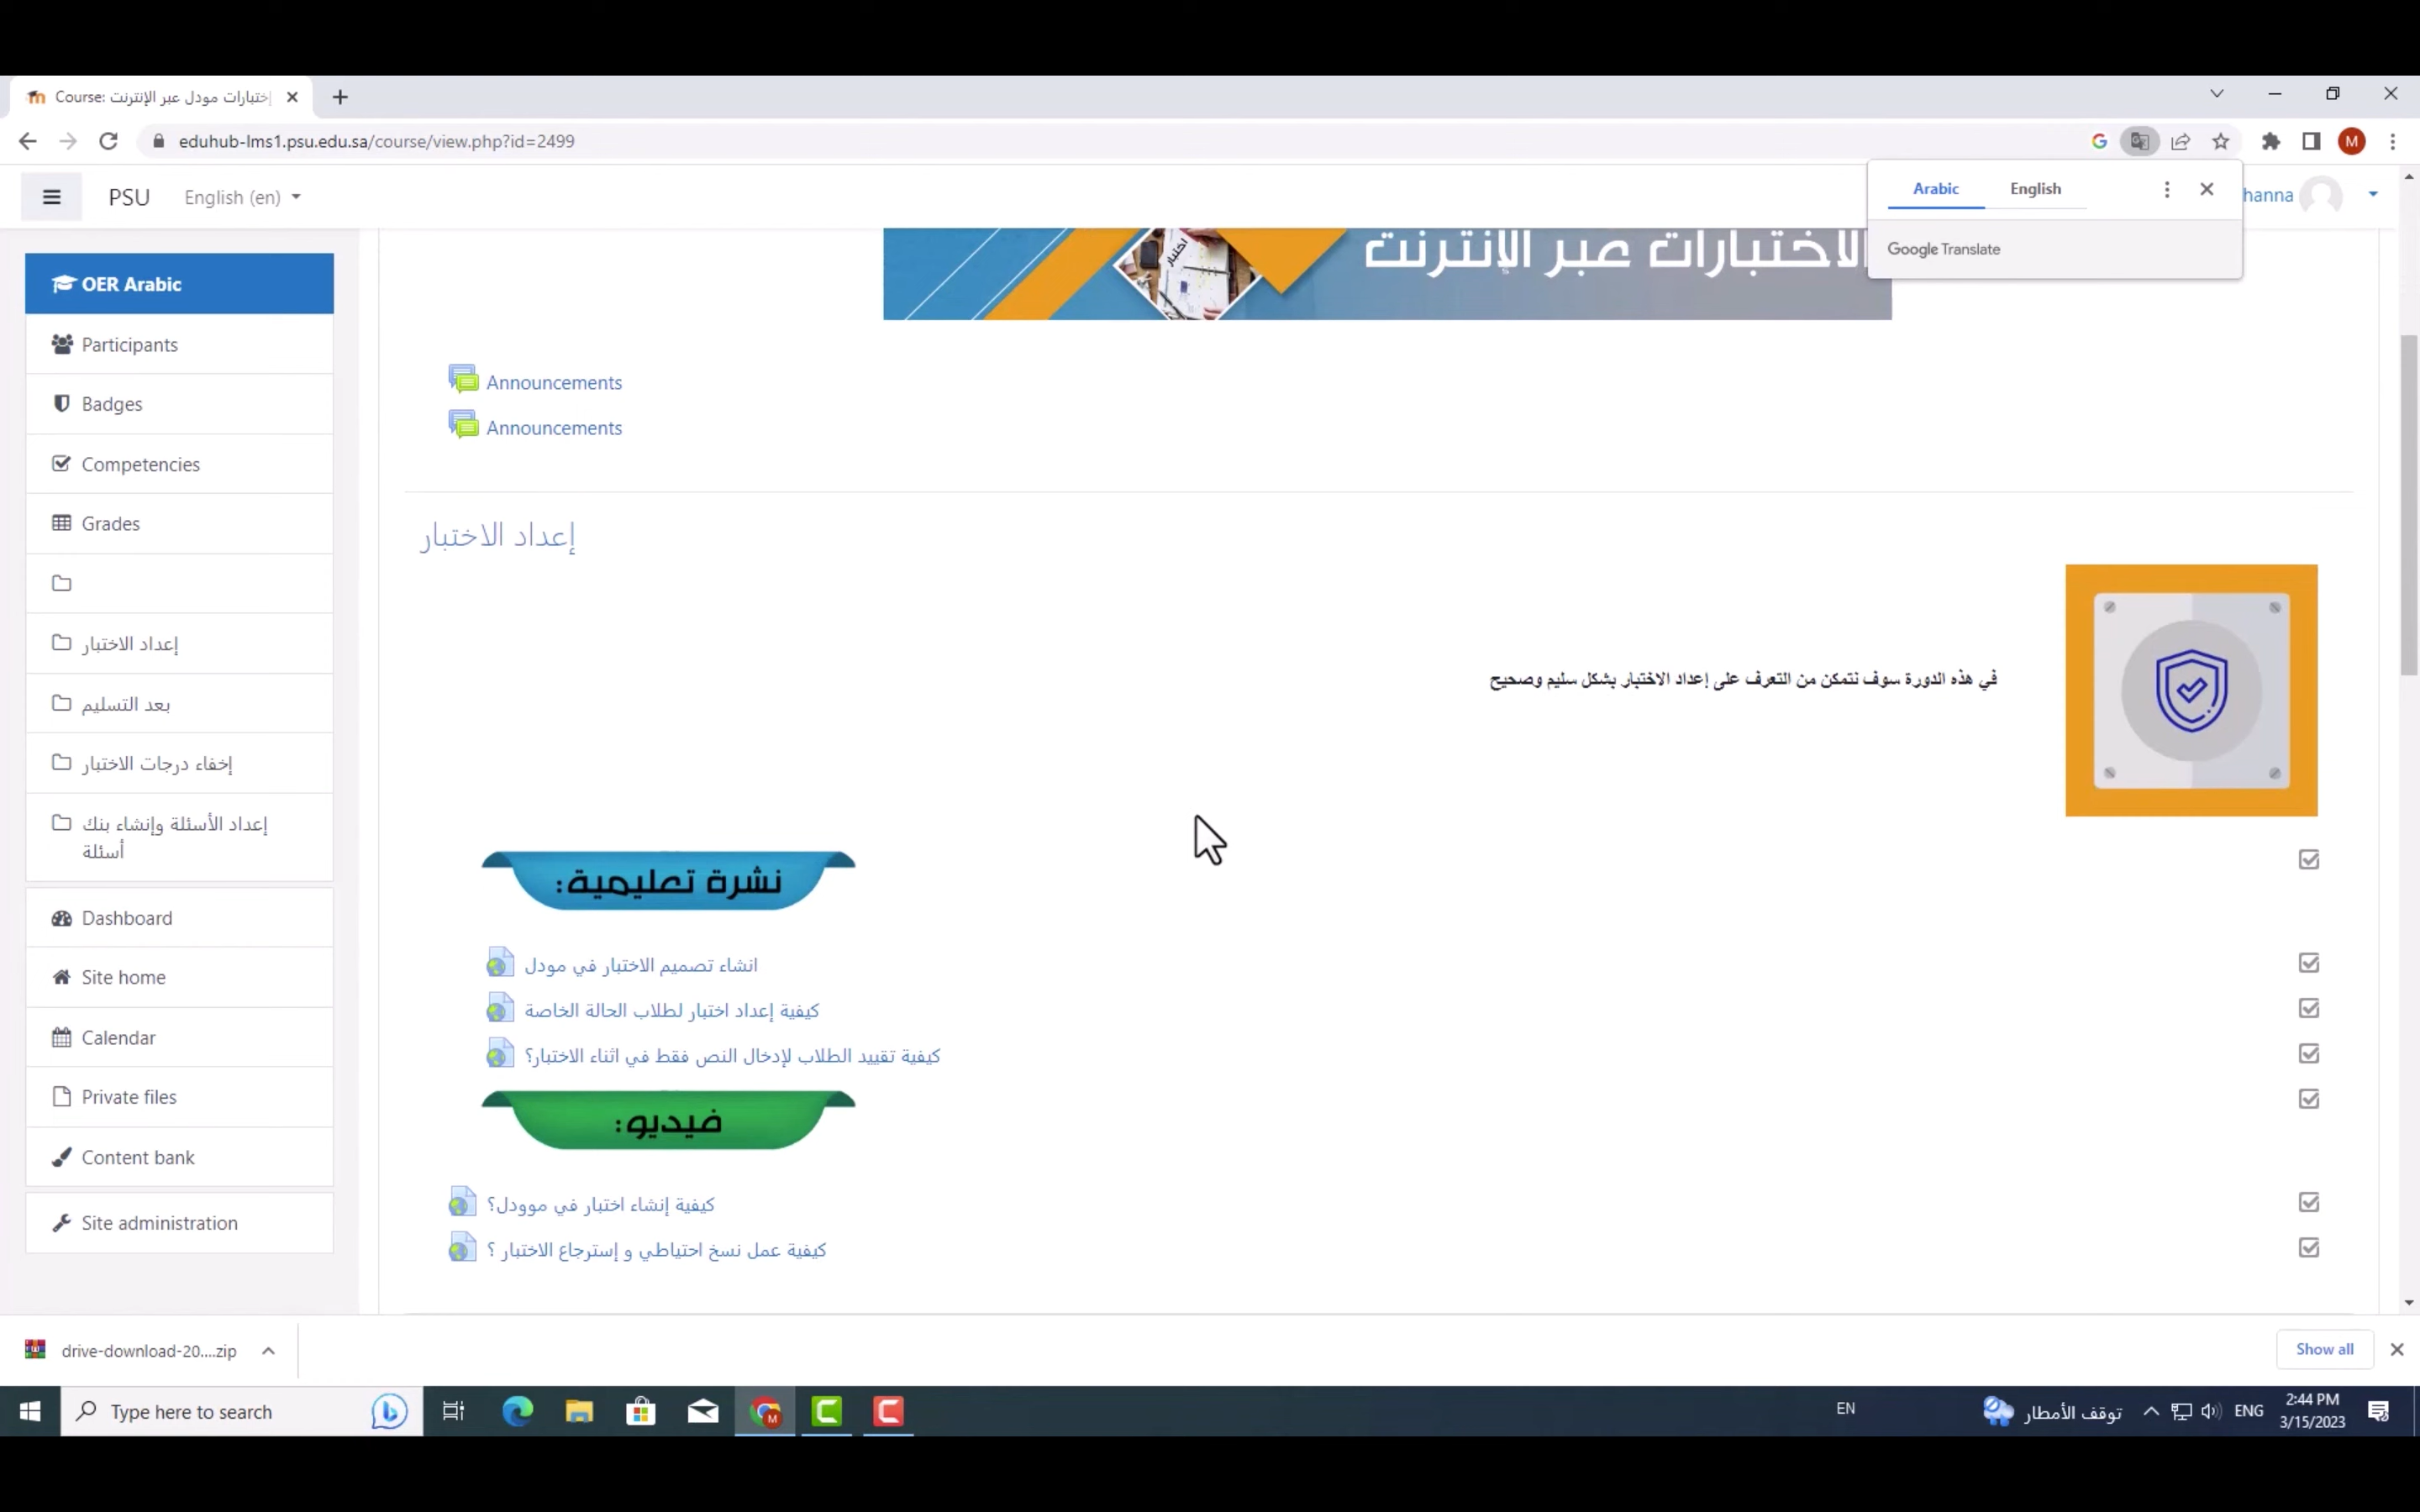 Course: إختبارات مودل عبر الإنترنت
eduhub-lms1.psu.edu.sa/course/view.php?id=2499
G
M
PSU
English (en)
Arabic
English
hanna
Google Translate
الاختبارات عبر الإنترنت
اختبار
OER Arabic
Participants
Badges
Competencies
Grades
إعداد الاختبار
بعد التسليم
إخفاء درجات الاختبار
إعداد الأسئلة وإنشاء بنك
أسئلة
Dashboard
Site home
Calendar
Private files
Content bank
Site administration
Announcements
Announcements
إعداد الاختبار
في هذه الدورة سوف نتمكن من التعرف على إعداد الاختبار بشكل سليم وصحيح
نشرة تعليمية:
انشاء تصميم الاختبار في مودل
كيفية إعداد اختبار لطلاب الحالة الخاصة
كيفية تقييد الطلاب لإدخال النص فقط في اثناء الاختبار؟
فيديو:
كيفية إنشاء اختبار في موودل؟
كيفية عمل نسخ احتياطي و إسترجاع الاختبار ؟
drive-download-20....zip
Show all
Type here to search
EN
توقف الأمطار
ENG
2:44 PM
3/15/2023